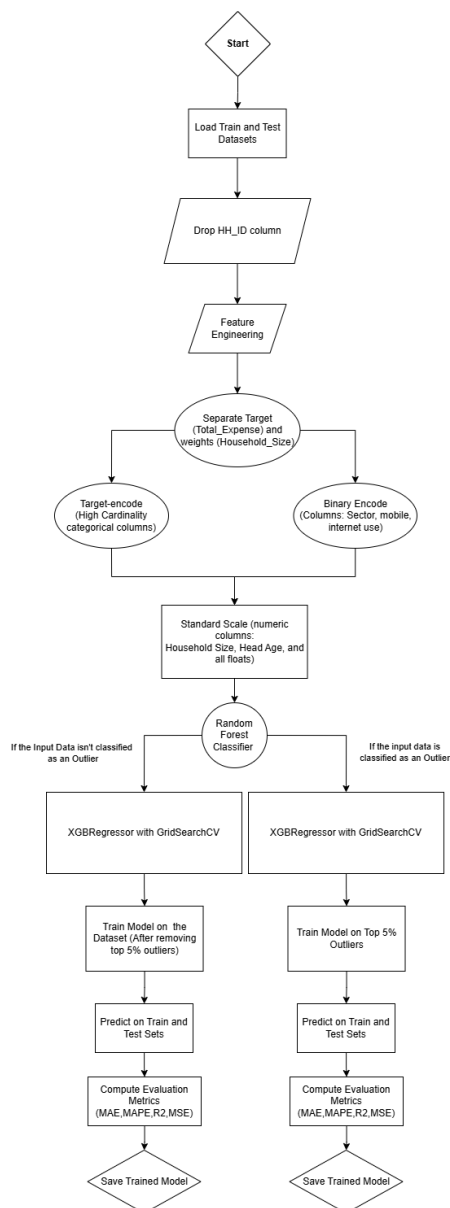 Start
Load Train and Test
Datasets
Drop HH_ID column
Feature
Engineering
Separate Target
(Total_Expense) and
weights (Household_Size)
Target-encode
(High Cardinality
categorical columns)
Binary Encode
(Columns: Sector, mobile,
internet use)
Standard Scale (numeric
columns:
Household Size, Head Age, and
all floats)
Random
Forest
Classifier
If the Input Data isn't classified
as an Outlier
If the input data is
classified as an Outlier
XGBRegressor with GridSearchCV
XGBRegressor with GridSearchCV
Train Model on the
Dataset (After removing
top 5% outliers)
Train Model on Top 5%
Outliers
Predict on Train and
Test Sets
Predict on Train and
Test Sets
Compute Evaluation
Metrics
(MAE,MAPE,R2,MSE)
Compute Evaluation
Metrics
(MAE,MAPE,R2,MSE)
Save Trained Model
Save Trained Model